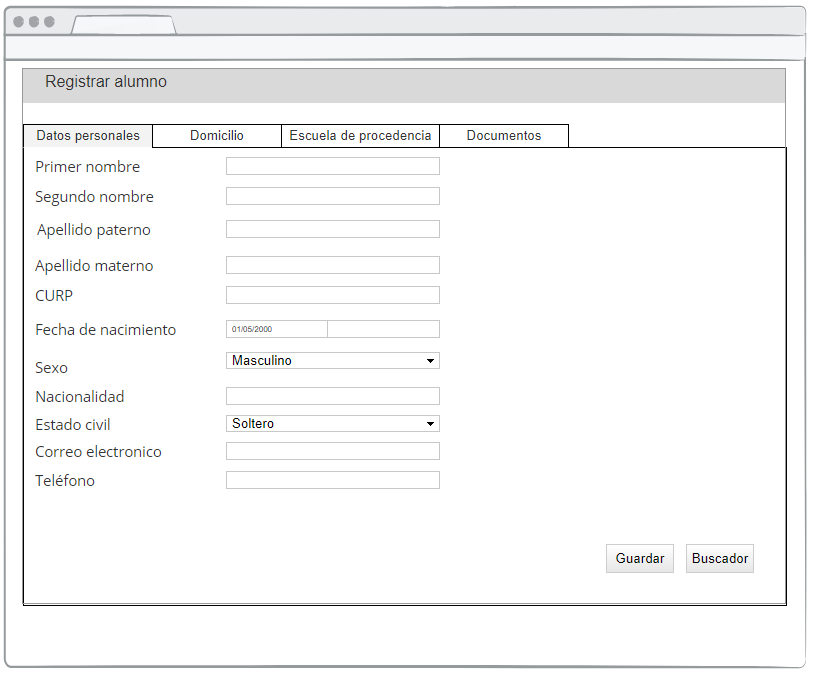 Registrar alumno
Datos personales Domicilio Escuela de procedencia Documentos
Primer nombre
Segundo nombre
Apellido paterno
Apellido materno
CURP
Fecha de nacimiento 01/05/2000
Sexo Masculino
Nacionalidad
Estado civil Soltero
Correo electronico
Teléfono
Guardar Buscador